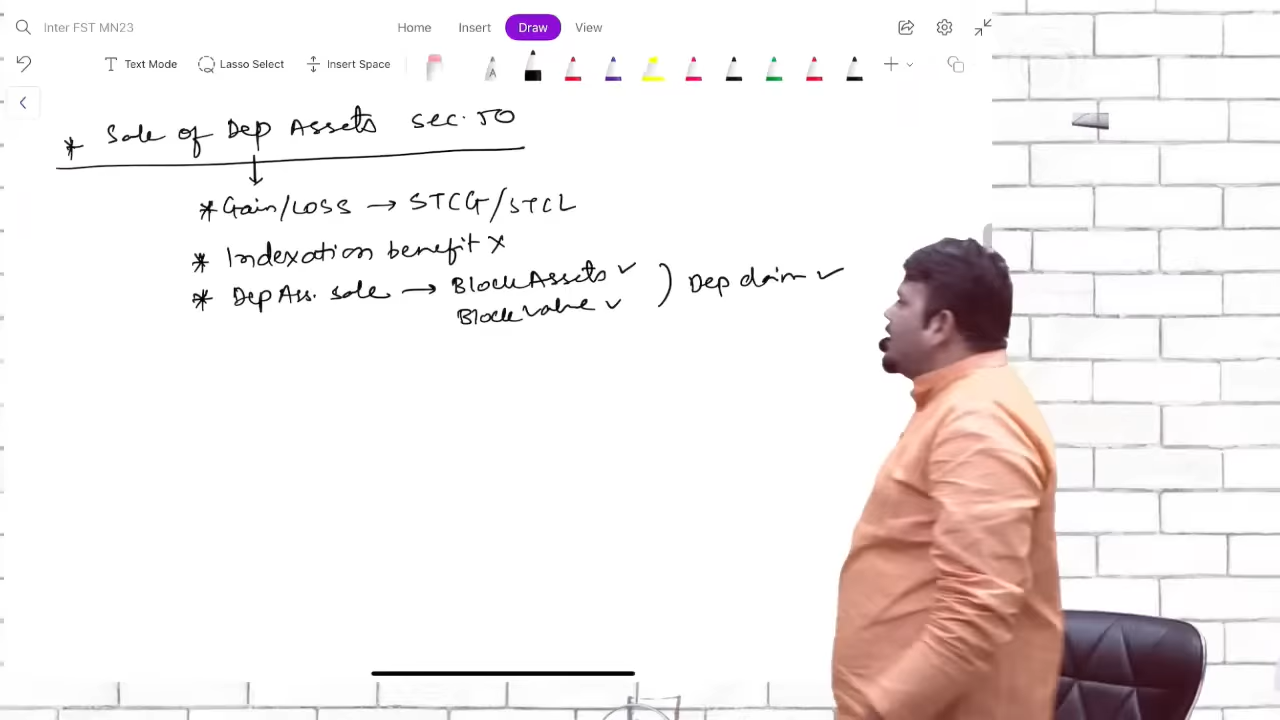 Inter FST MN23
Home Insert Draw View
Text Mode Lasso Select Insert Space
A
* Sale of Dep Assets sec. 50
* Gain/Loss → STCG/STCL
* Indexation benefit ×
* Dep Ass. sale → Block Assets ✓
Block value ✓
) Dep claim ✓